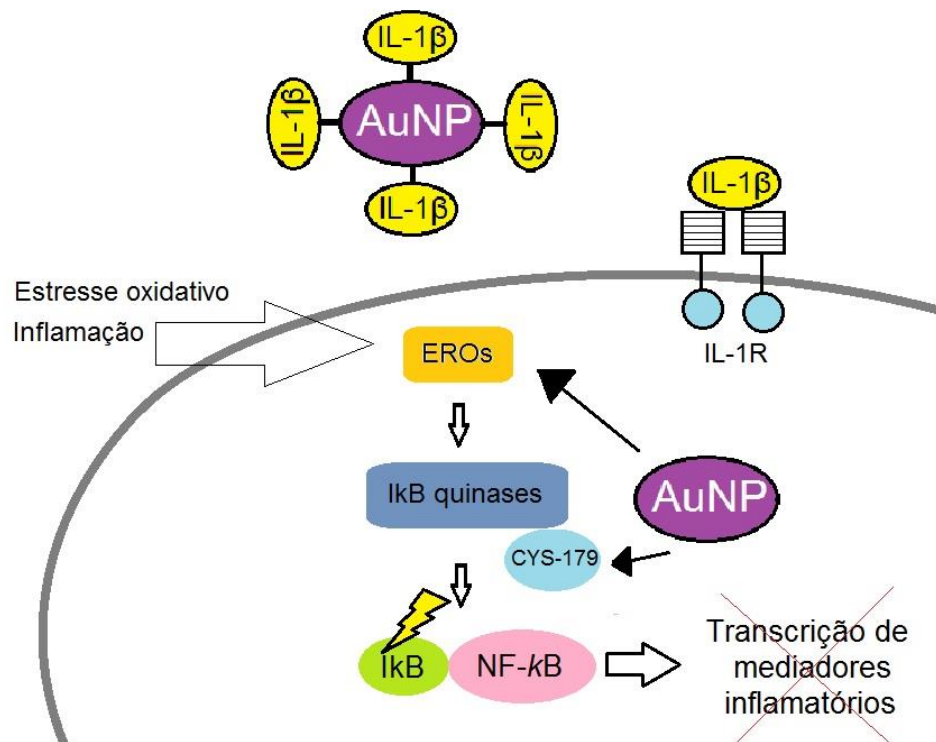 IL-1β
IL-1β
AuNP
IL-1β
IL-1β
IL-1β
IL-1R
Estresse oxidativo
Inflamação
EROs
IkB quinases
AuNP
CYS-179
IkB
NF-kB
Transcrição de
mediadores
inflamatórios